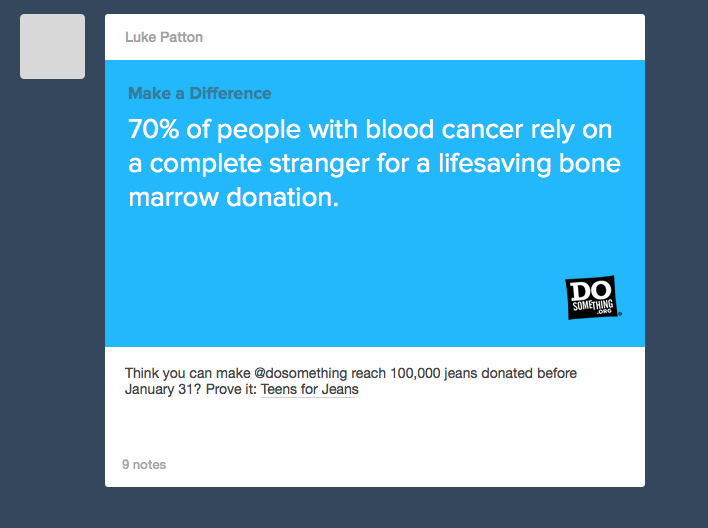 Luke Patton
Make a Difference
70% of people with blood cancer rely on
a complete stranger for a lifesaving bone
marrow donation.
DO
SOMETHING
.ORG
Think you can make @dosomething reach 100,000 jeans donated before
January 31? Prove it: Teens for Jeans
9 notes